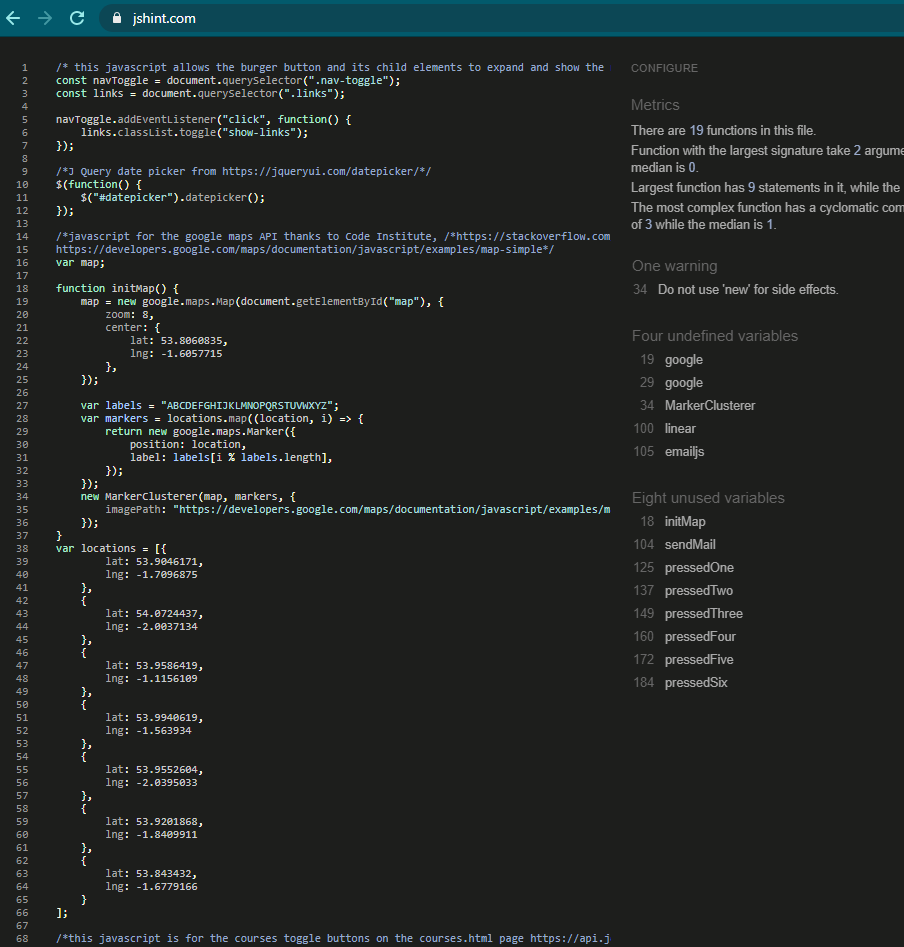 jshint.com
1 /* this javascript allows the burger button and its child elements to expand and show the
2 const navToggle = document.querySelector(".nav-toggle");
3 const links = document.querySelector(".links");
4
5 navToggle.addEventListener("click", function() {
6 links.classList.toggle("show-links");
7 });
8
9 /*J Query date picker from https://jqueryui.com/datepicker/*/
10 $(function() {
11 $("#datepicker").datepicker();
12 });
13
14 /*javascript for the google maps API thanks to Code Institute, /*https://stackoverflow.com
15 https://developers.google.com/maps/documentation/javascript/examples/map-simple*/
16 var map;
17
18 function initMap() {
19 map = new google.maps.Map(document.getElementById("map"), {
20 zoom: 8,
21 center: {
22 lat: 53.8060835,
23 lng: -1.6057715
24 },
25 });
26
27 var labels = "ABCDEFGHIJKLMNOPQRSTUVWXYZ";
28 var markers = locations.map((location, i) => {
29 return new google.maps.Marker({
30 position: location,
31 label: labels[i % labels.length],
32 });
33 });
34 new MarkerClusterer(map, markers, {
35 imagePath: "https://developers.google.com/maps/documentation/javascript/examples/m
36 });
37 }
38 var locations = [{
39 lat: 53.9046171,
40 lng: -1.7096875
41 },
42 {
43 lat: 54.0724437,
44 lng: -2.0037134
45 },
46 {
47 lat: 53.9586419,
48 lng: -1.1156109
49 },
50 {
51 lat: 53.9940619,
52 lng: -1.563934
53 },
54 {
55 lat: 53.9552604,
56 lng: -2.0395033
57 },
58 {
59 lat: 53.9201868,
60 lng: -1.8409911
61 },
62 {
63 lat: 53.843432,
64 lng: -1.6779166
65 }
66 ];
67
68 /*this javascript is for the courses toggle buttons on the courses.html page https://api.j
CONFIGURE
Metrics
There are 19 functions in this file.
Function with the largest signature take 2 argume
median is 0.
Largest function has 9 statements in it, while the
The most complex function has a cyclomatic com
of 3 while the median is 1.
One warning
34 Do not use 'new' for side effects.
Four undefined variables
19 google
29 google
34 MarkerClusterer
100 linear
105 emailjs
Eight unused variables
18 initMap
104 sendMail
125 pressedOne
137 pressedTwo
149 pressedThree
160 pressedFour
172 pressedFive
184 pressedSix